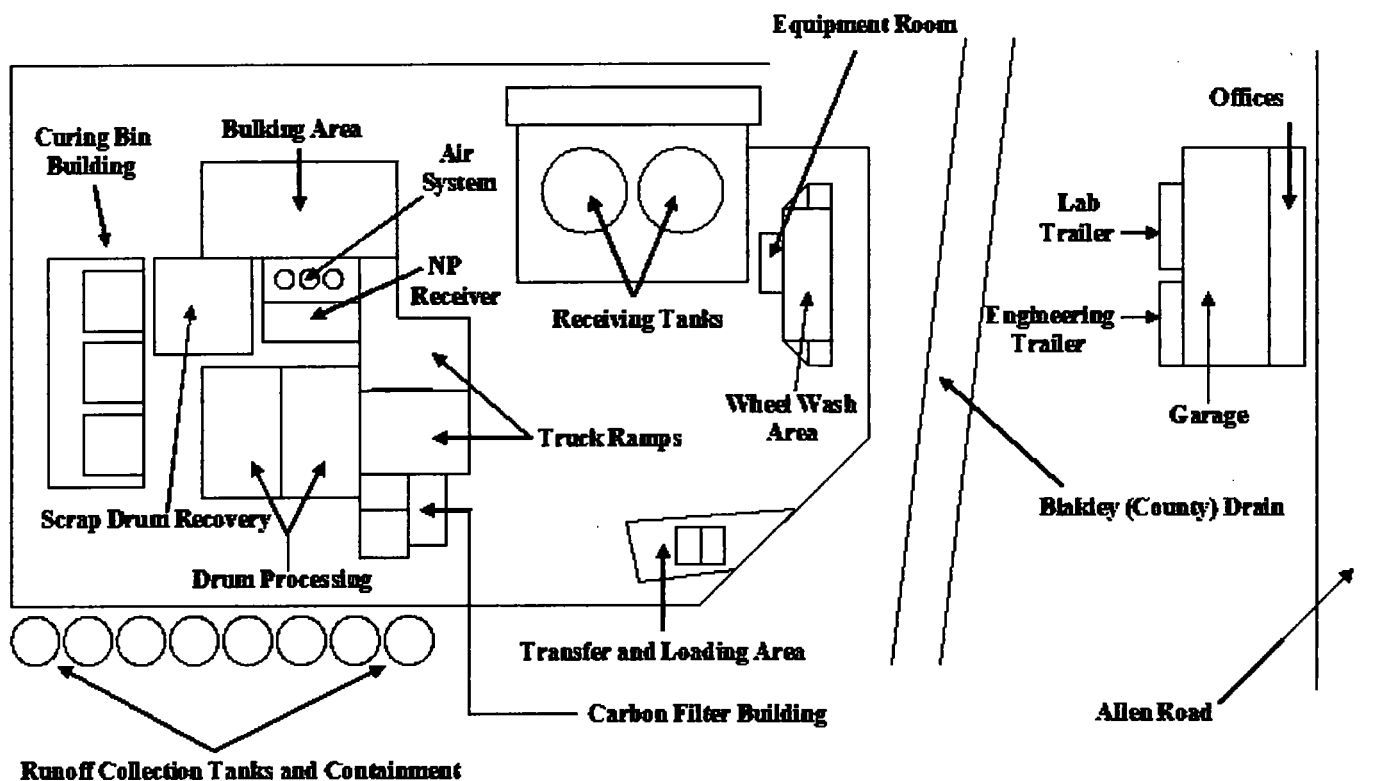 Equipment Room
Offices
Curing Bin
Building
Bulking Area
Air
System
Lab
Trailer
NP
Receiver
Receiving Tanks
Engineering
Trailer
Wheel Wash
Area
Garage
Truck Ramps
Scrap Drum Recovery
Blakley (County) Drain
Drum Processing
Transfer and Loading Area
Carbon Filter Building
Allen Road
Runoff Collection Tanks and Containment